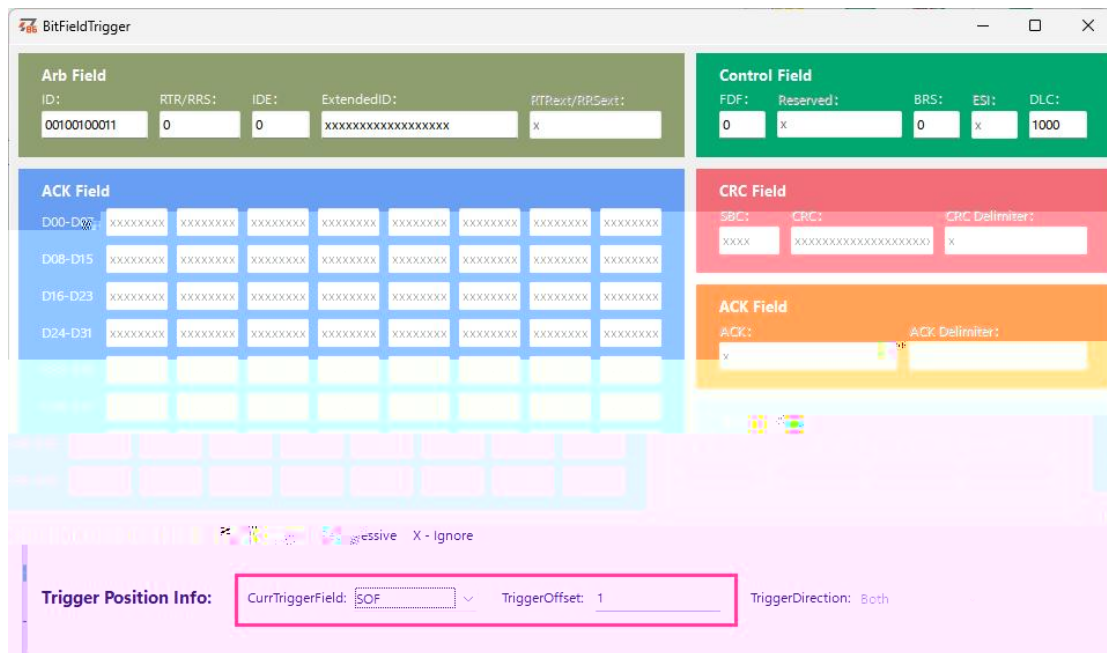 BitFieldTrigger
Arb Field
ID: RTR/RRS: IDE: ExtendedID: RTRext/RRSext:
00100100011 0 0 xxxxxxxxxxxxxxxxxx x
Control Field
FDF: Reserved: BRS: ESI: DLC:
0 x 0 x 1000
ACK Field
D00-D07 xxxxxxxx xxxxxxxx xxxxxxxx xxxxxxxx xxxxxxxx xxxxxxxx xxxxxxxx xxxxxxxx
D08-D15 xxxxxxxx xxxxxxxx xxxxxxxx xxxxxxxx xxxxxxxx xxxxxxxx xxxxxxxx xxxxxxxx
D16-D23 xxxxxxxx xxxxxxxx xxxxxxxx xxxxxxxx xxxxxxxx xxxxxxxx xxxxxxxx xxxxxxxx
D24-D31 xxxxxxxx xxxxxxxx xxxxxxxx xxxxxxxx xxxxxxxx xxxxxxxx xxxxxxxx xxxxxxxx
CRC Field
SBC: CRC: CRC Delimiter:
xxxx x
ACK Field
ACK: ACK Delimiter:
x
X - Ignore
Trigger Position Info: CurrTriggerField: SOF TriggerOffset: 1 TriggerDirection: Both